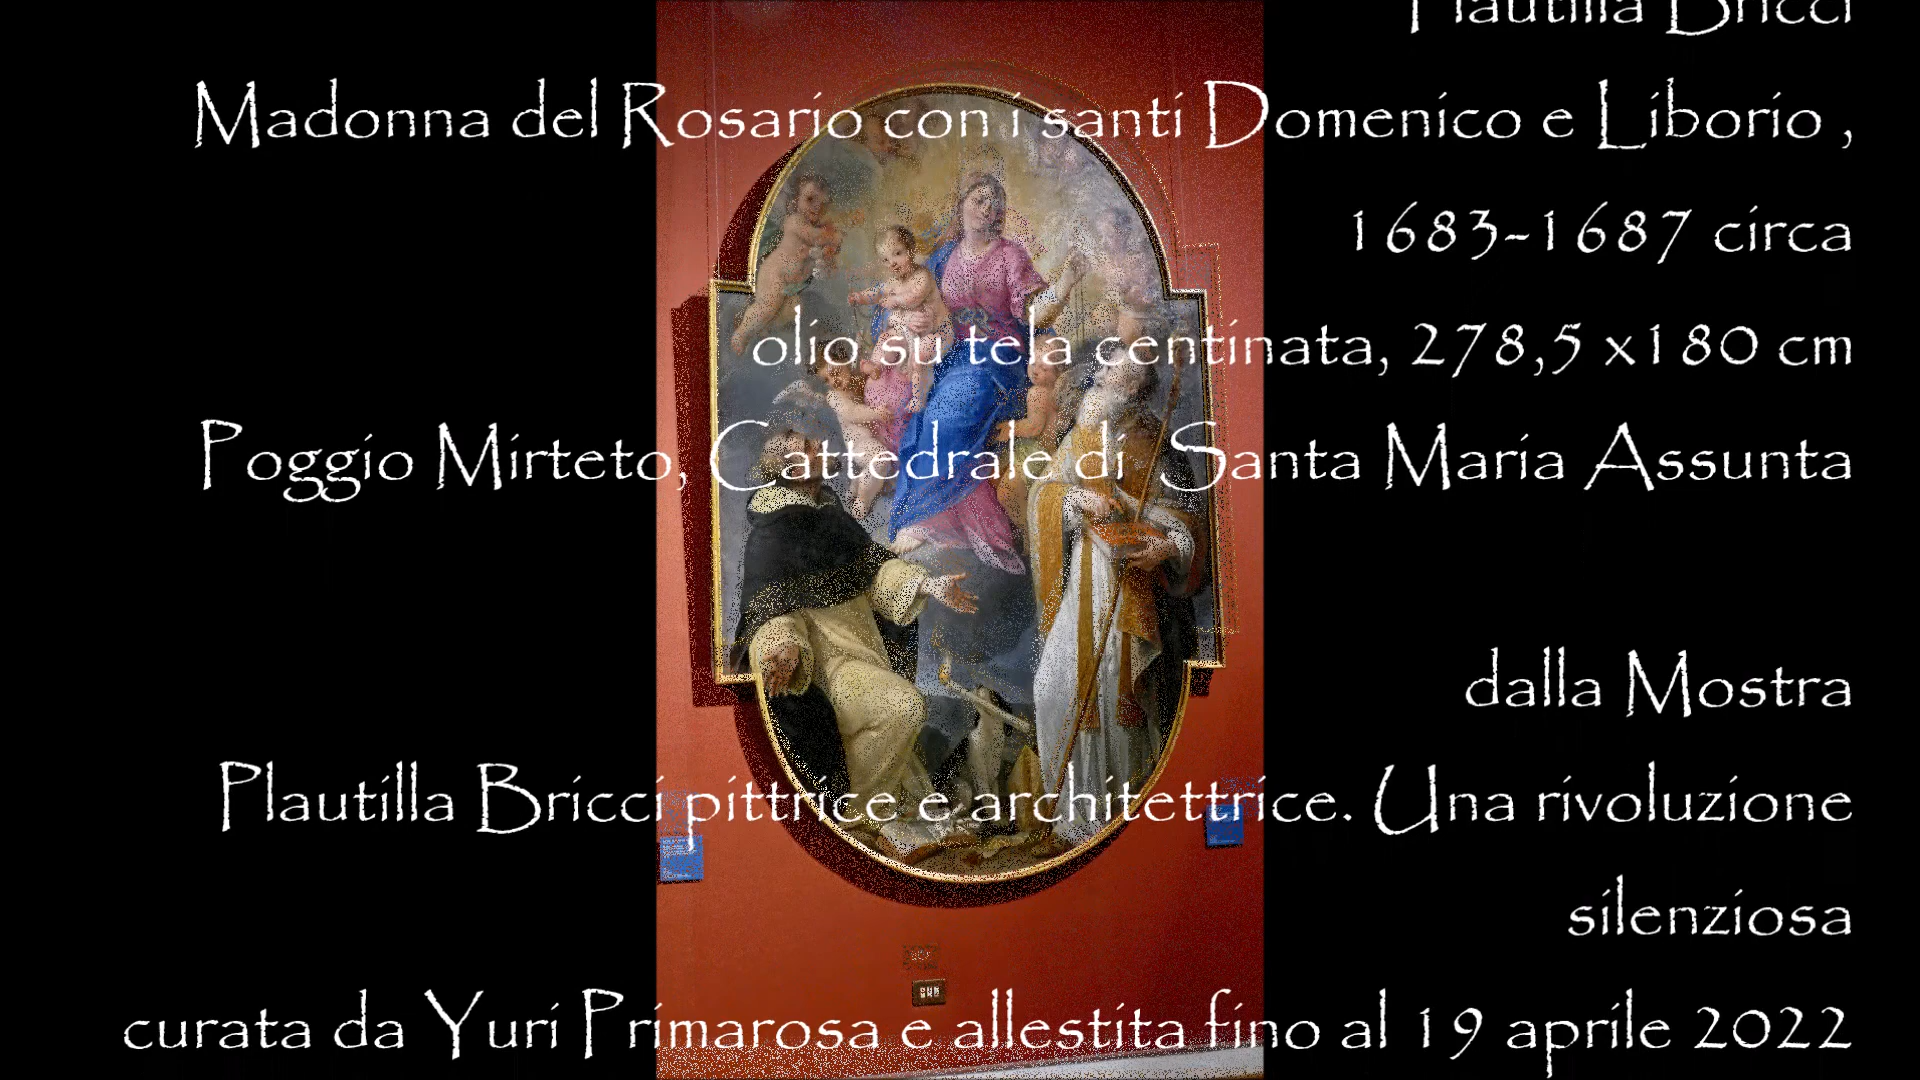 Plautilla Bricci
Madonna del Rosario con i santi Domenico e Liborio ,
1683-1687 circa
olio su tela centinata, 278,5 x180 cm
Poggio Mirteto, Cattedrale di Santa Maria Assunta
dalla Mostra
Plautilla Bricci pittrice e architettrice. Una rivoluzione
silenziosa
curata da Yuri Primarosa e allestita fino al 19 aprile 2022